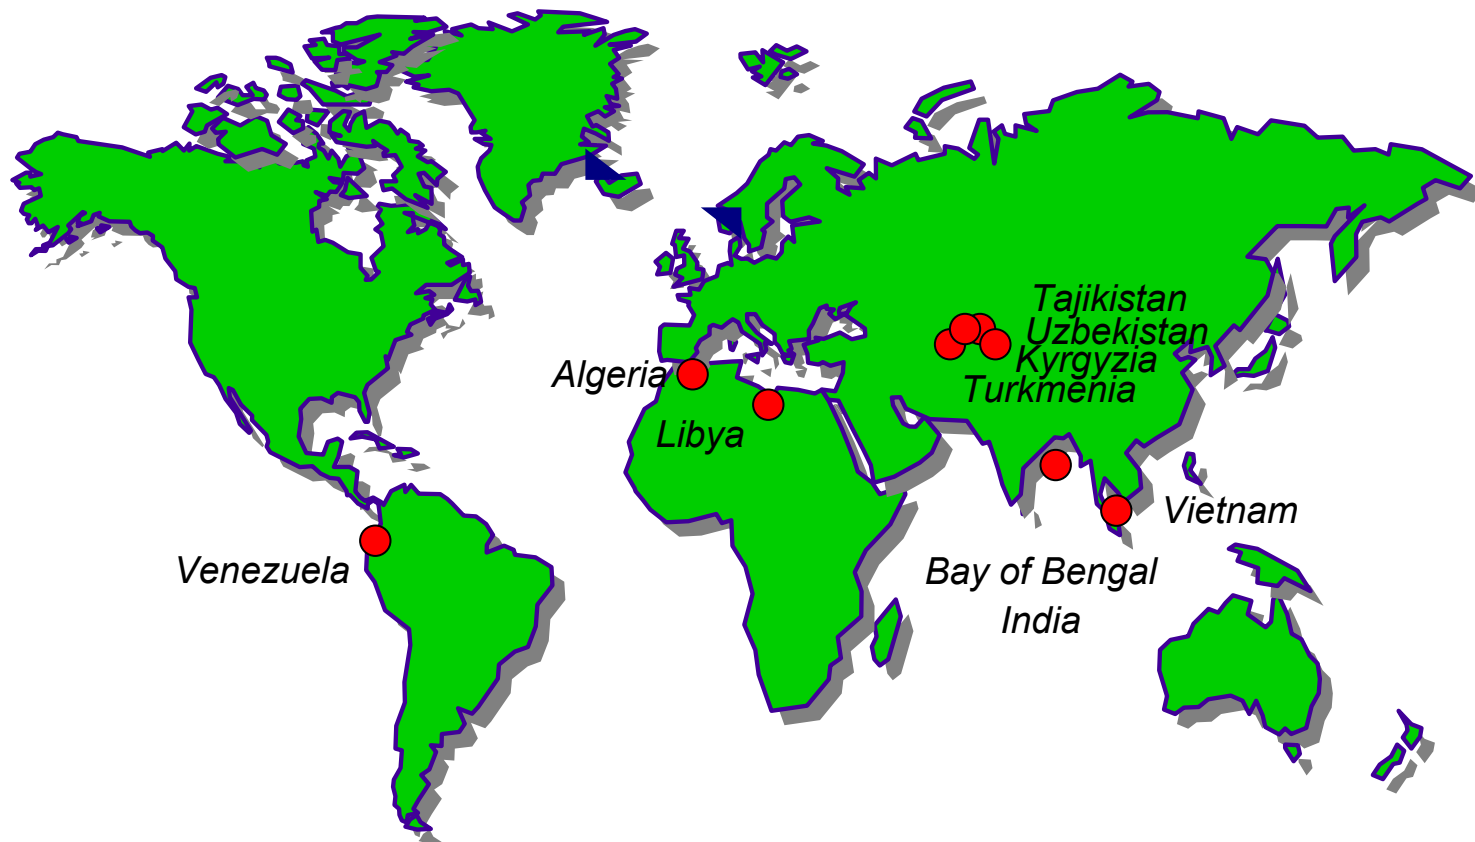 Tajikistan
Uzbekistan
Kyrgyzia
Turkmenia
Algeria
Libya
Vietnam
Venezuela
Bay of Bengal
India